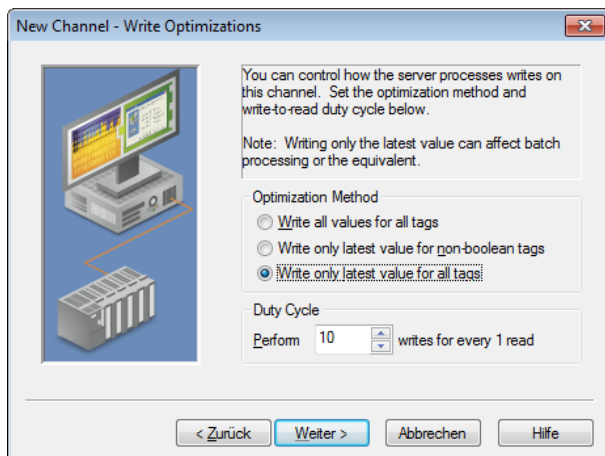 New Channel - Write Optimizations
You can control how the server processes writes on
this channel. Set the optimization method and
write-to-read duty cycle below.
Note: Writing only the latest value can affect batch
processing or the equivalent.
Optimization Method
Write all values for all tags
Write only latest value for non-boolean tags
Write only latest value for all tags
Duty Cycle
Perform 10 writes for every 1 read
< Zurück Weiter > Abbrechen Hilfe